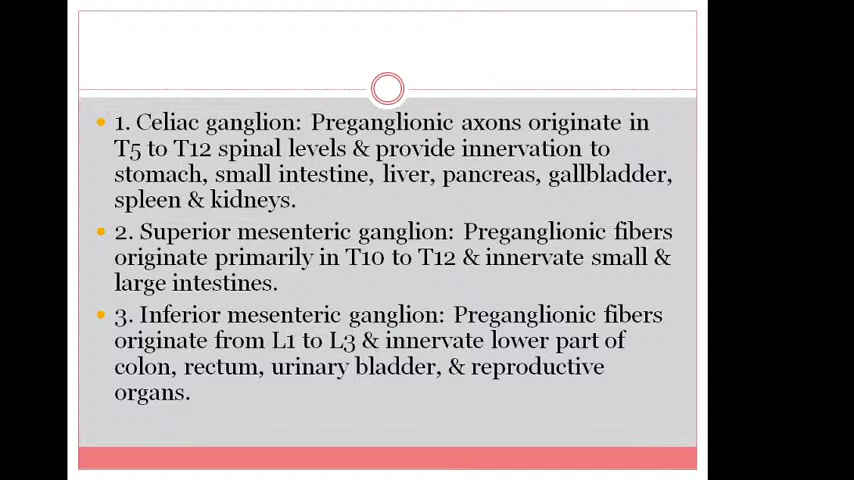 1. Celiac ganglion: Preganglionic axons originate in
T5 to T12 spinal levels & provide innervation to
stomach, small intestine, liver, pancreas, gallbladder,
spleen & kidneys.
2. Superior mesenteric ganglion: Preganglionic fibers
originate primarily in T10 to T12 & innervate small &
large intestines.
3. Inferior mesenteric ganglion: Preganglionic fibers
originate from L1 to L3 & innervate lower part of
colon, rectum, urinary bladder, & reproductive
organs.